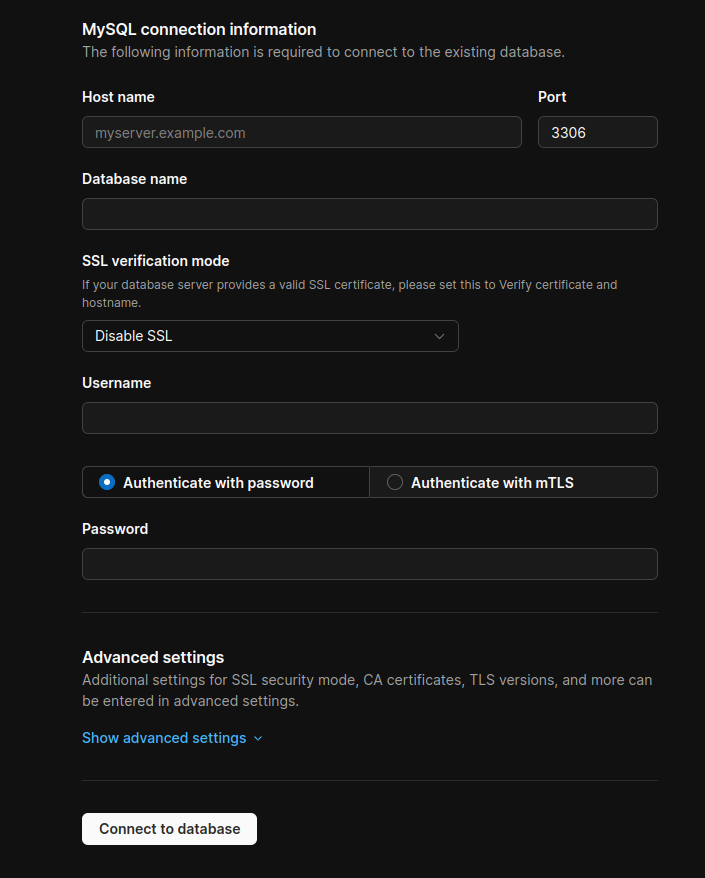 MySQL connection information
The following information is required to connect to the existing database.
Host name
Port
myserver.example.com
3306
Database name
SSL verification mode
If your database server provides a valid SSL certificate, please set this to Verify certificate and
hostname.
Disable SSL
Username
Authenticate with password
Authenticate with mTLS
Password
Advanced settings
Additional settings for SSL security mode, CA certificates, TLS versions, and more can
be entered in advanced settings.
Show advanced settings
Connect to database